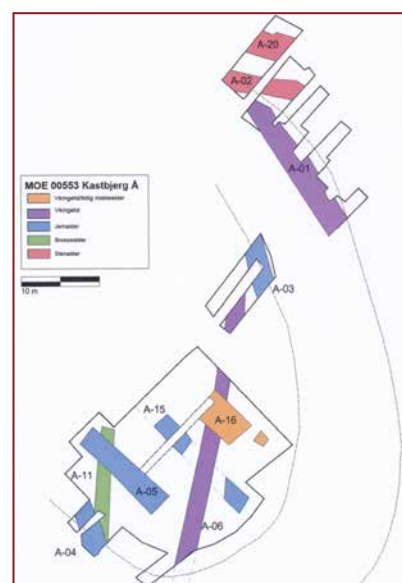 A-20
A-02
A-01
MOE 00553 Kastbjerg Å
Vikingetid/tidlig middelalder
Vikingetid
Jernalder
Bronzealder
Stenalder
10 m
A-03
A-15
A-16
A-11
A-05
A-06
A-04